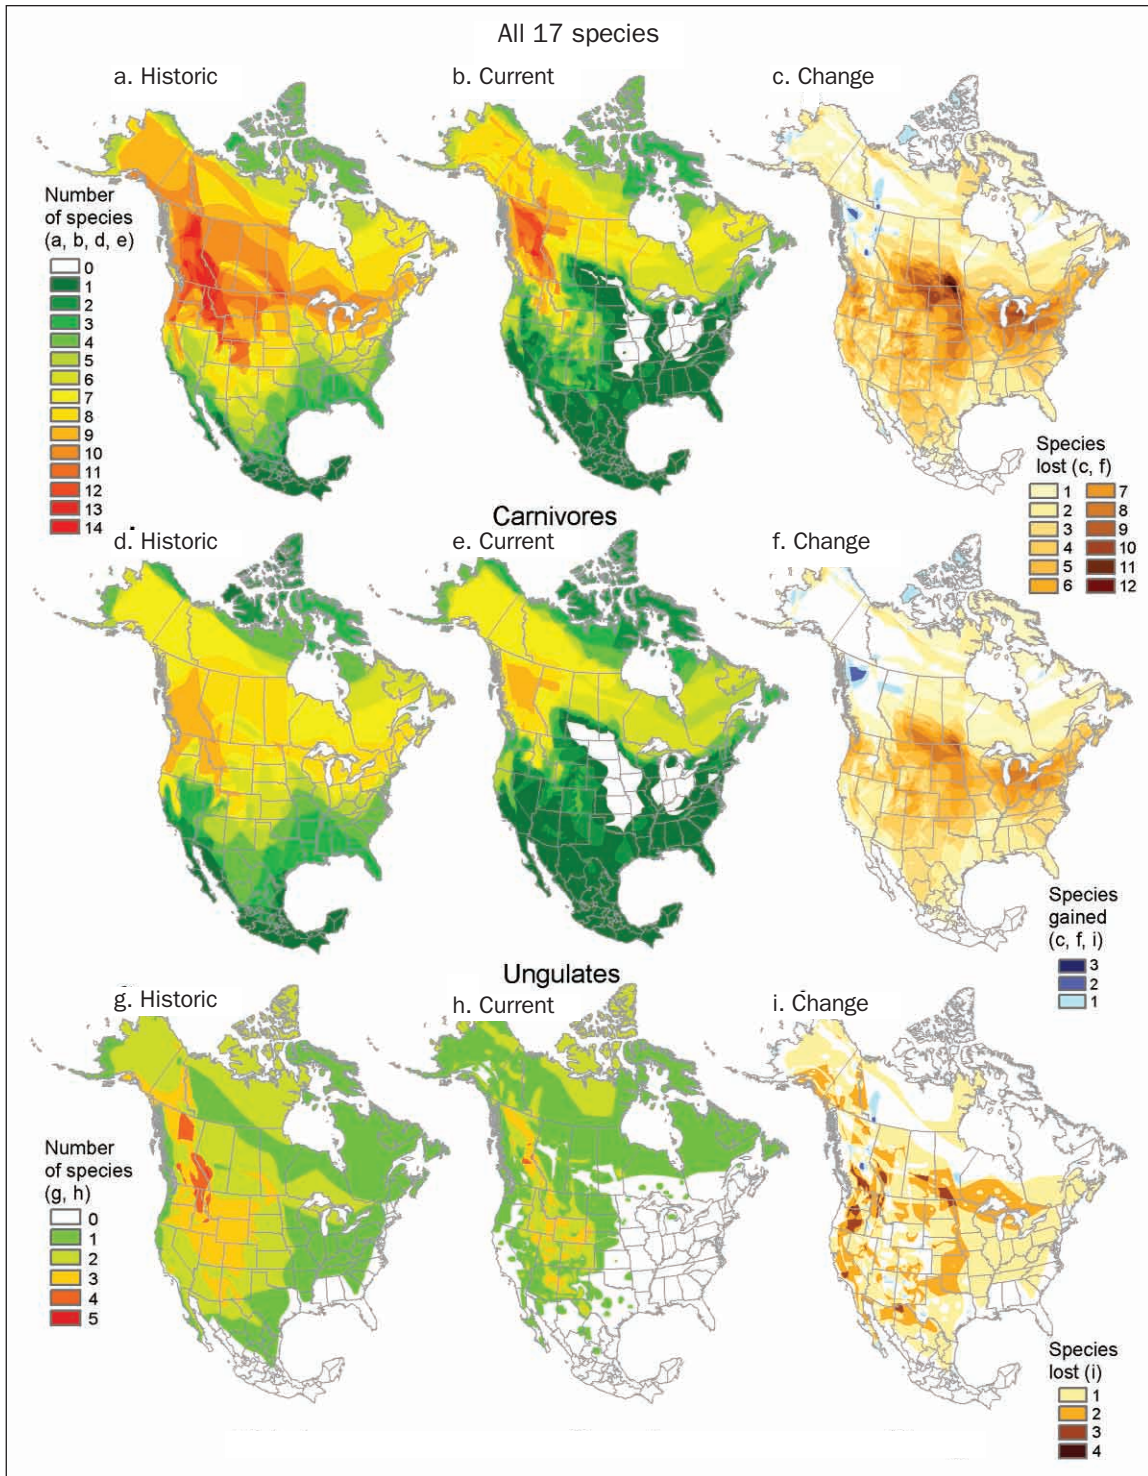 All 17 species
a. Historic
b. Current
c. Change
Number
of species
(a, b, d, e)
0
1
2
3
4
5
6
7
8
9
10
11
12
13
14
Species
lost (c, f)
1 7
2 8
3 9
4 10
5 11
6 12
Carnivores
d. Historic
e. Current
f. Change
Species
gained
(c, f, i)
3
2
1
Ungulates
g. Historic
h. Current
i. Change
Number
of species
(g, h)
0
1
2
3
4
5
Species
lost (i)
1
2
3
4